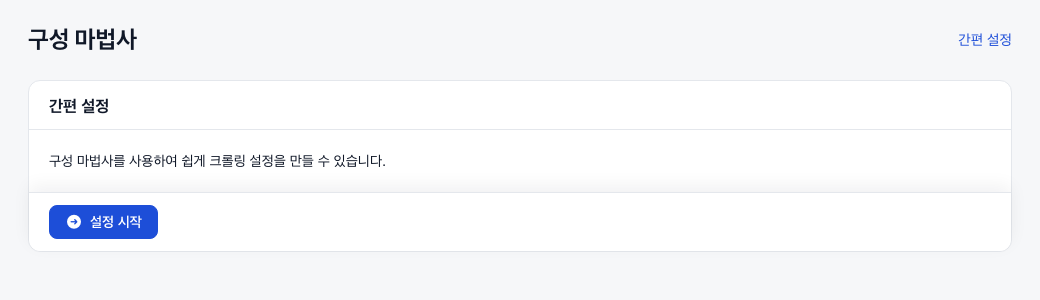 구성 마법사
간편 설정
간편 설정
구성 마법사를 사용하여 쉽게 크롤링 설정을 만들 수 있습니다.
설정 시작